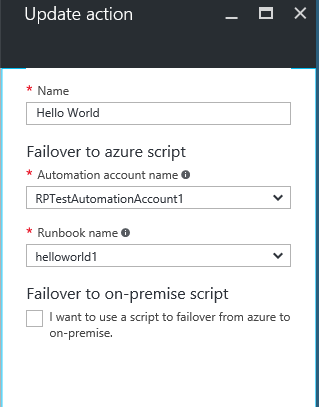 Update action
* Name
Hello World
Failover to azure script
* Automation account name
RPTestAutomationAccount1
* Runbook name
helloworld1
Failover to on-premise script
I want to use a script to failover from azure to
on-premise.